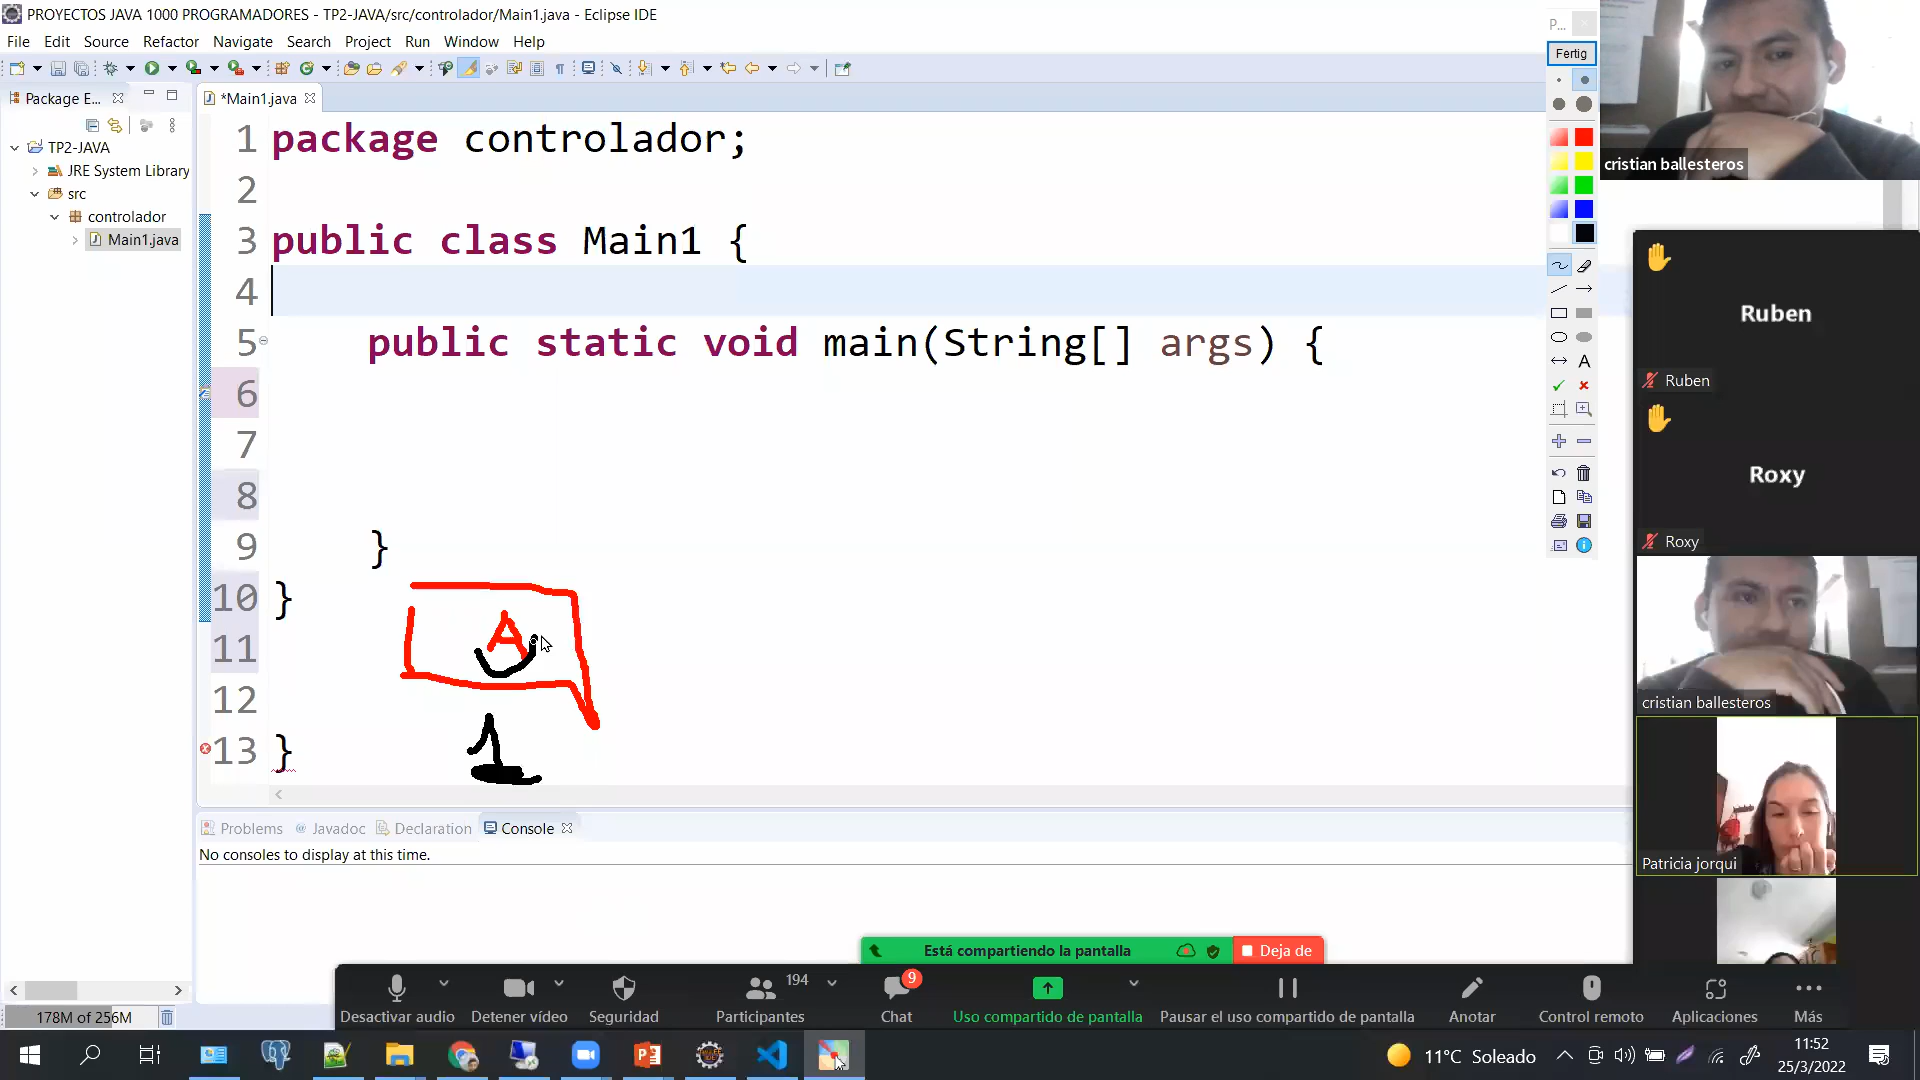 PROYECTOS JAVA 1000 PROGRAMADORES - TP2-JAVA/src/controlador/Main1.java - Eclipse IDE
File Edit Source Refactor Navigate Search Project Run Window Help
Package E...
*Main1.java
TP2-JAVA
JRE System Library
src
controlador
Main1.java
1 package controlador;
2
3 public class Main1 {
4
5 public static void main(String[] args) {
6
7
8
9 }
10 }
11
12
13 }
A
1
P...
Fertig
A
cristian ballesteros
Ruben
Ruben
Roxy
Roxy
cristian ballesteros
Patricia jorqui
Problems Javadoc Declaration Console
No consoles to display at this time.
178M of 256M
Está compartiendo la pantalla
Deja de
194
9
Desactivar audio Detener vídeo Seguridad Participantes Chat Uso compartido de pantalla Pausar el uso compartido de pantalla Anotar Control remoto Aplicaciones Más
11°C Soleado
11:52
25/3/2022